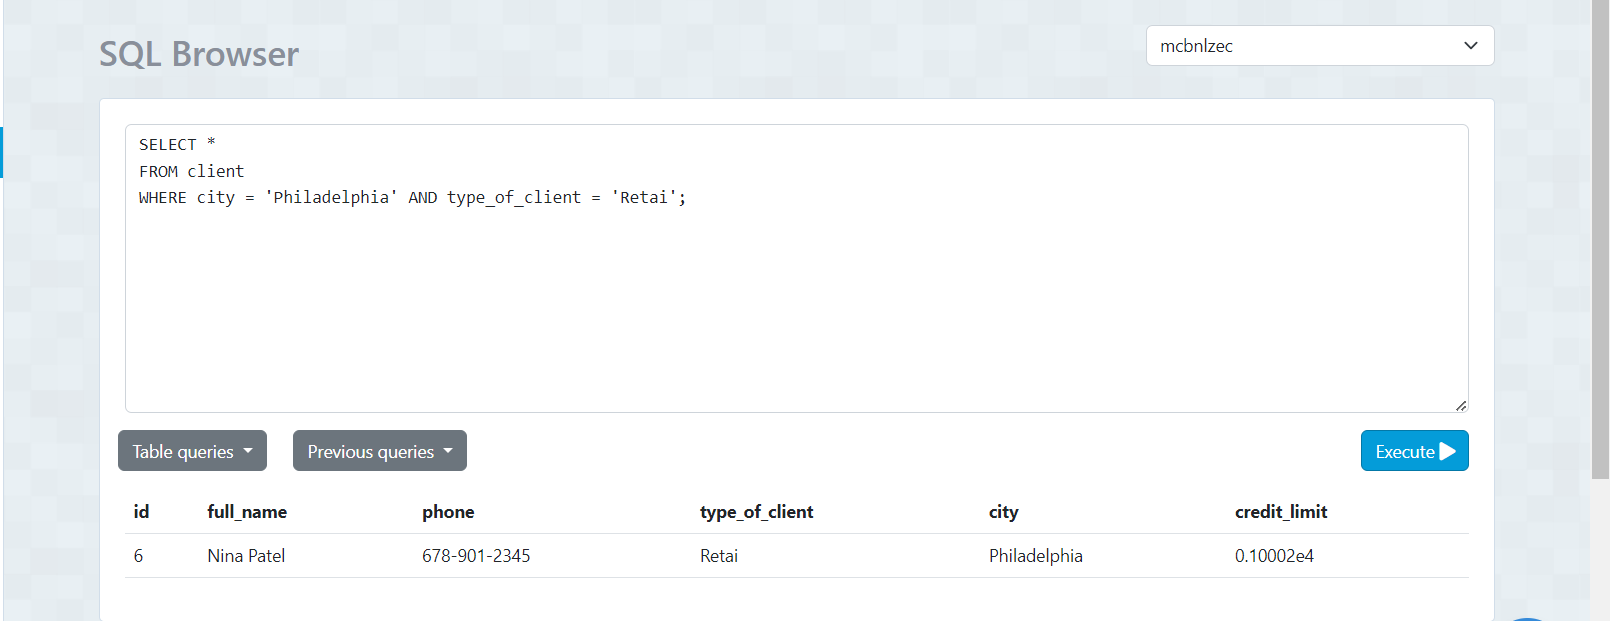 SQL Browser
mcbnlzec
SELECT *
FROM client
WHERE city = 'Philadelphia' AND type_of_client = 'Retai';
Table queries
Previous queries
Execute
id full_name phone type_of_client city credit_limit
6 Nina Patel 678-901-2345 Retai Philadelphia 0.10002e4